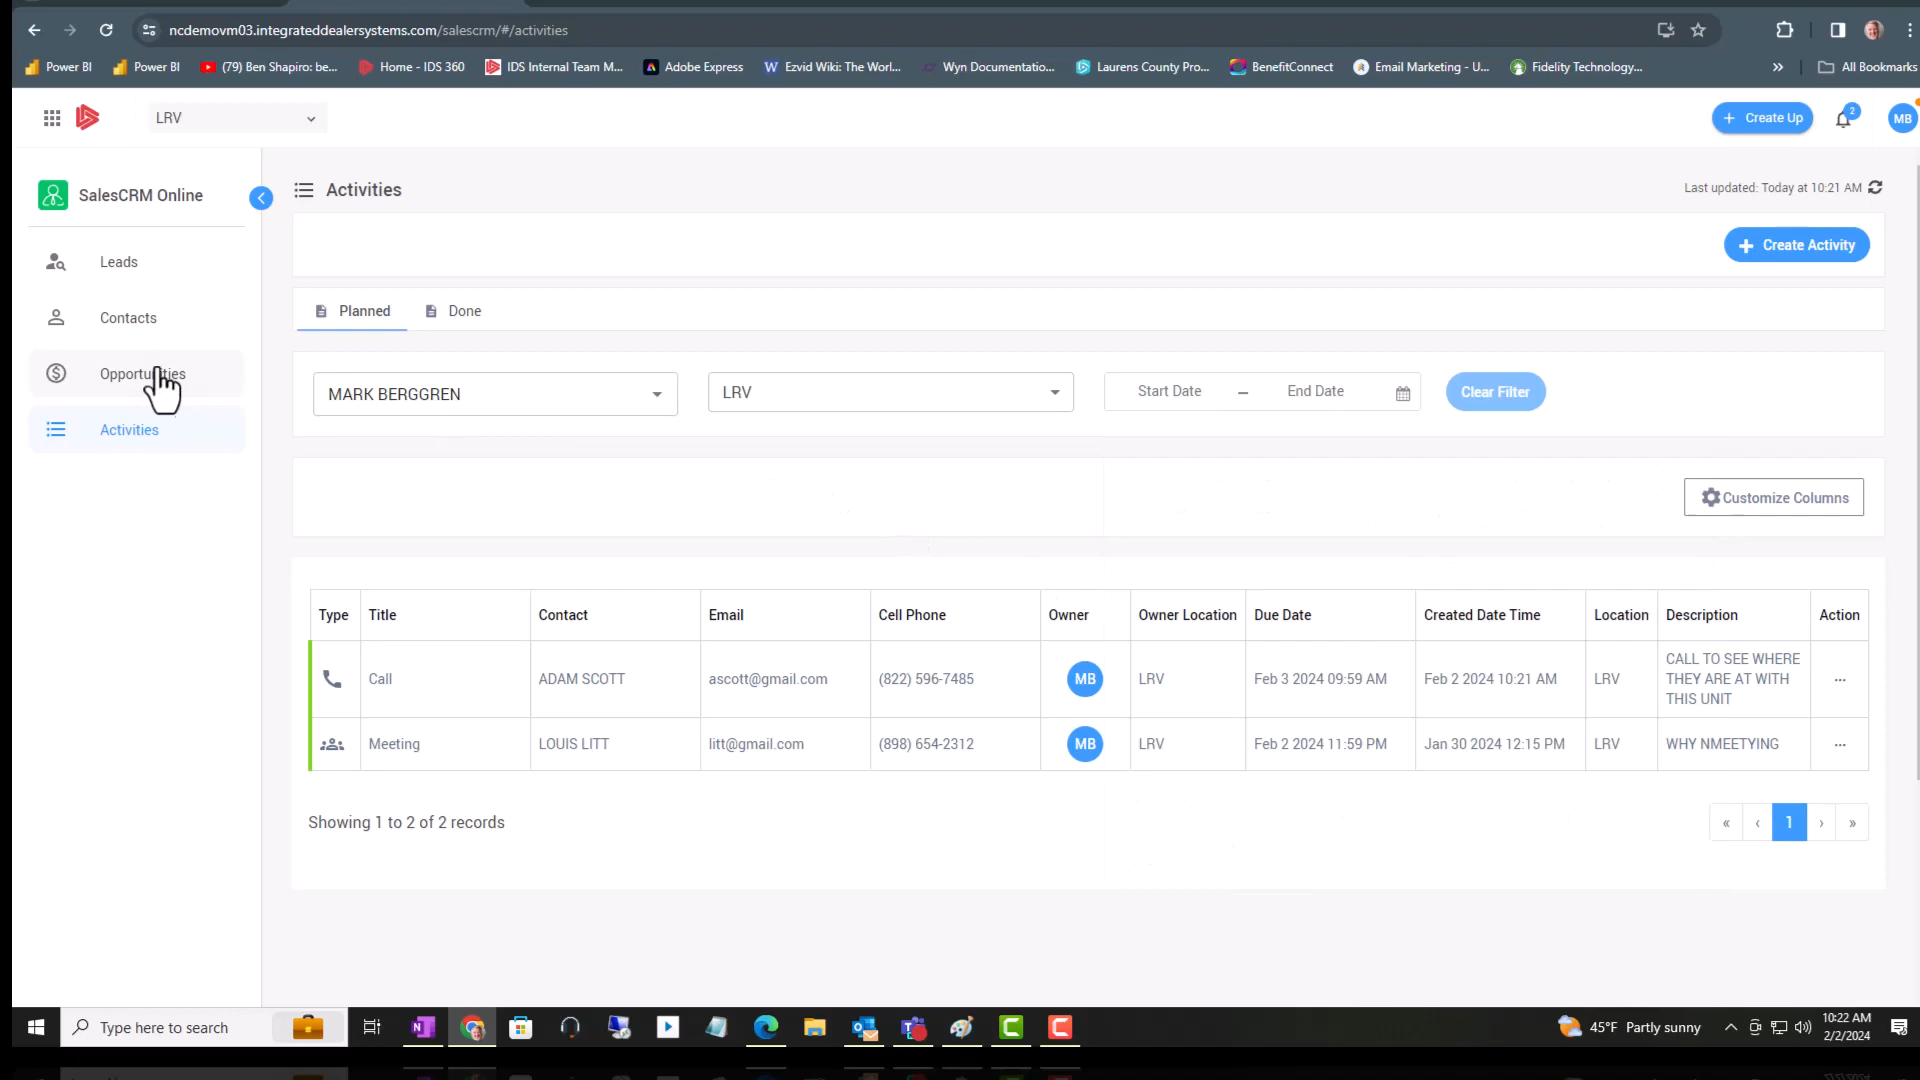 ncdemovm03.integrateddealersystems.com/salescrm/#/activities
Power BI
Power BI
(79) Ben Shapiro: be...
Home - IDS 360
IDS Internal Team M...
Adobe Express
Ezvid Wiki: The Worl...
Wyn Documentatio...
Laurens County Pro...
BenefitConnect
Email Marketing - U...
Fidelity Technology...
»
All Bookmarks
LRV
+ Create Up
2
MB
SalesCRM Online
Activities
Last updated: Today at 10:21 AM
Leads
Contacts
Opportunities
Activities
+ Create Activity
Planned
Done
MARK BERGGREN
LRV
Start Date – End Date
Clear Filter
Customize Columns
Type Title Contact Email Cell Phone Owner Owner Location Due Date Created Date Time Location Description Action
Call ADAM SCOTT ascott@gmail.com (822) 596-7485 MB LRV Feb 3 2024 09:59 AM Feb 2 2024 10:21 AM LRV CALL TO SEE WHERE
THEY ARE AT WITH
THIS UNIT
...
Meeting LOUIS LITT litt@gmail.com (898) 654-2312 MB LRV Feb 2 2024 11:59 PM Jan 30 2024 12:15 PM LRV WHY NMEETYING ...
Showing 1 to 2 of 2 records
« ‹ 1 › »
Type here to search
45°F Partly sunny
10:22 AM
2/2/2024